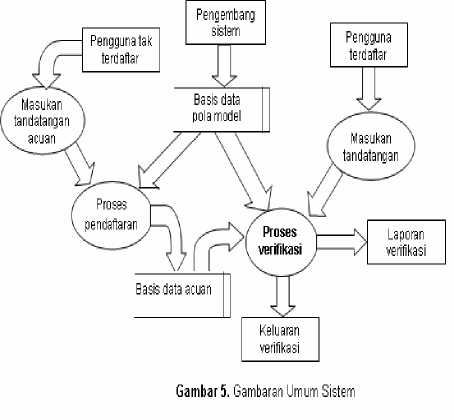 Pengembang
sistem
Pengguna tak
terdaftar
Pengguna
terdaftar
Masukan
tandatangan
acuan
Basis data
pola model
Masukan
tandatangan
Proses
pendaftaran
Proses
verifikasi
Laporan
verifikasi
Basis data acuan
Keluaran
verifikasi
Gambar 5. Gambaran Umum Sistem